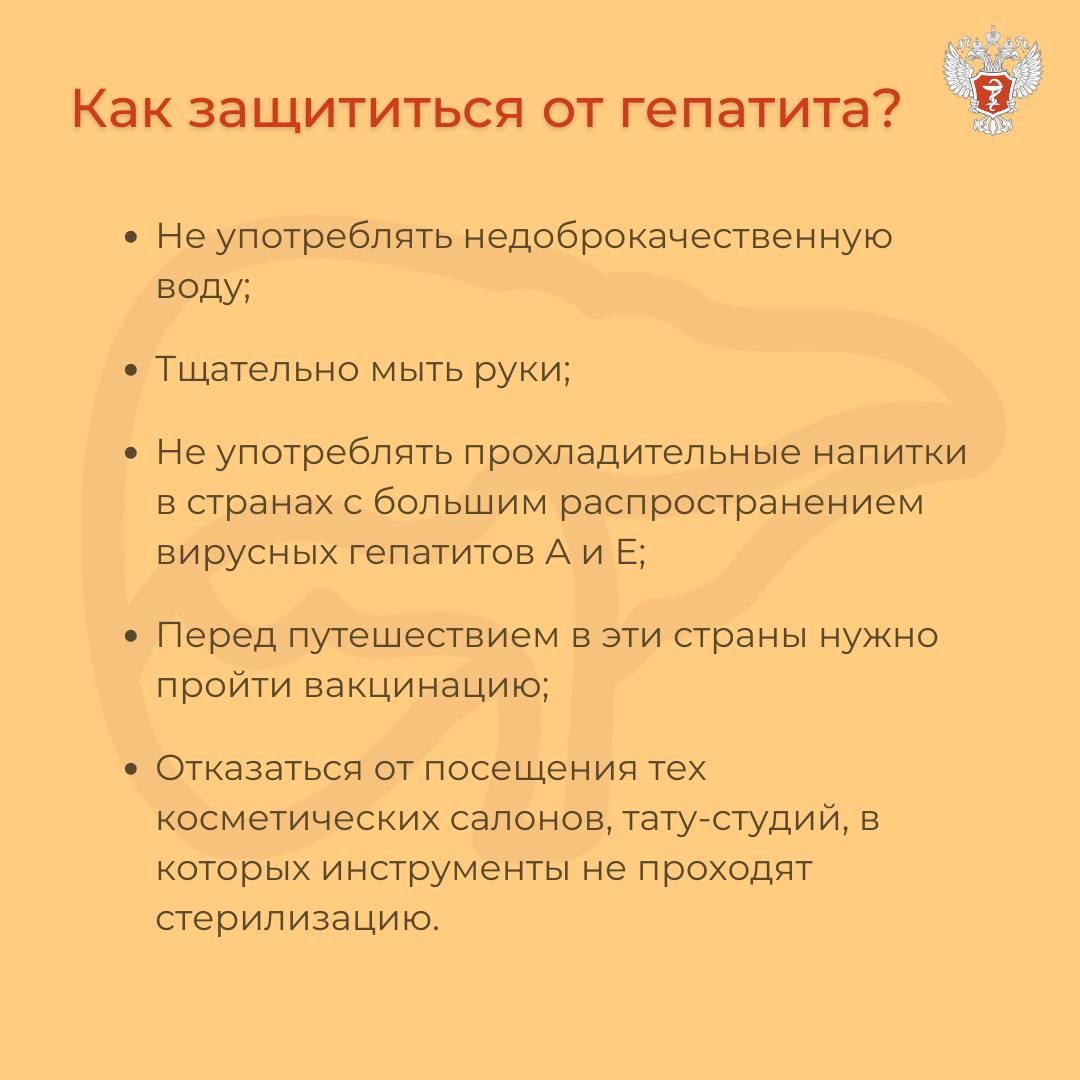 Как защититься от гепатита?
• Не употреблять недоброкачественную
воду;
• Тщательно мыть руки;
• Не употреблять прохладительные напитки
в странах с большим распространением
вирусных гепатитов А и Е;
• Перед путешествием в эти страны нужно
пройти вакцинацию;
• Отказаться от посещения тех
косметических салонов, тату-студий, в
которых инструменты не проходят
стерилизацию.